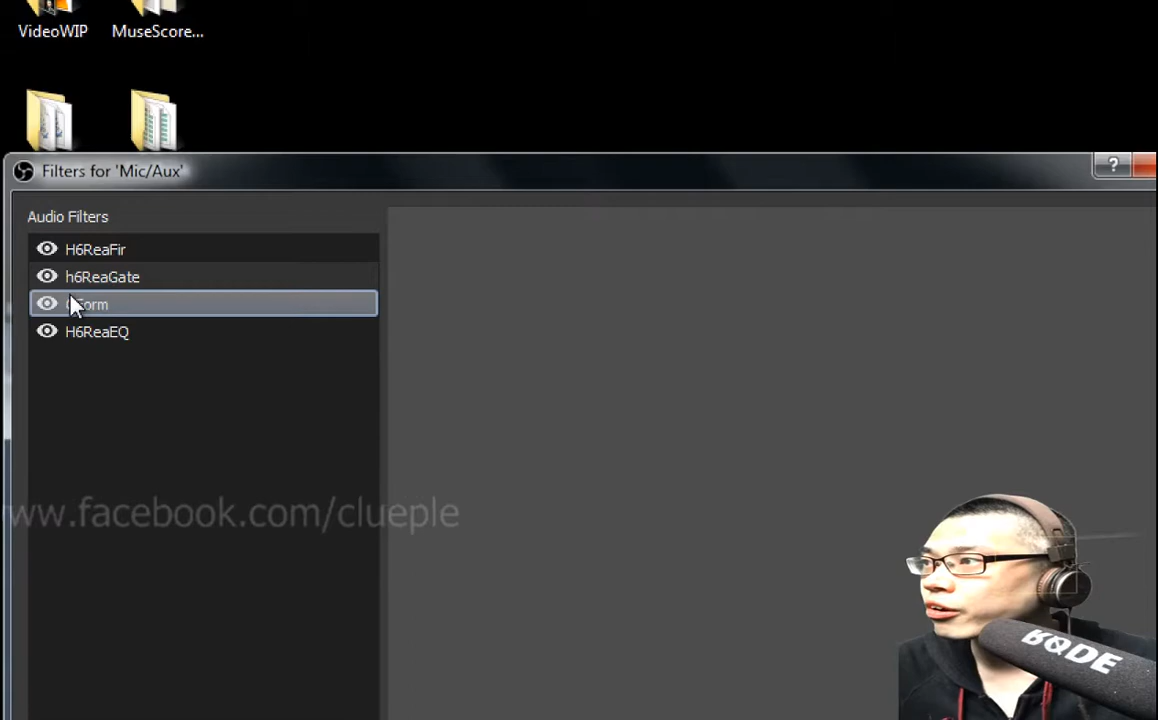 VideoWIP
MuseScore...
Filters for 'Mic/Aux'
?
Audio Filters
H6ReaFir
h6ReaGate
H6ReaEQ
www.facebook.com/clueple
RØDE